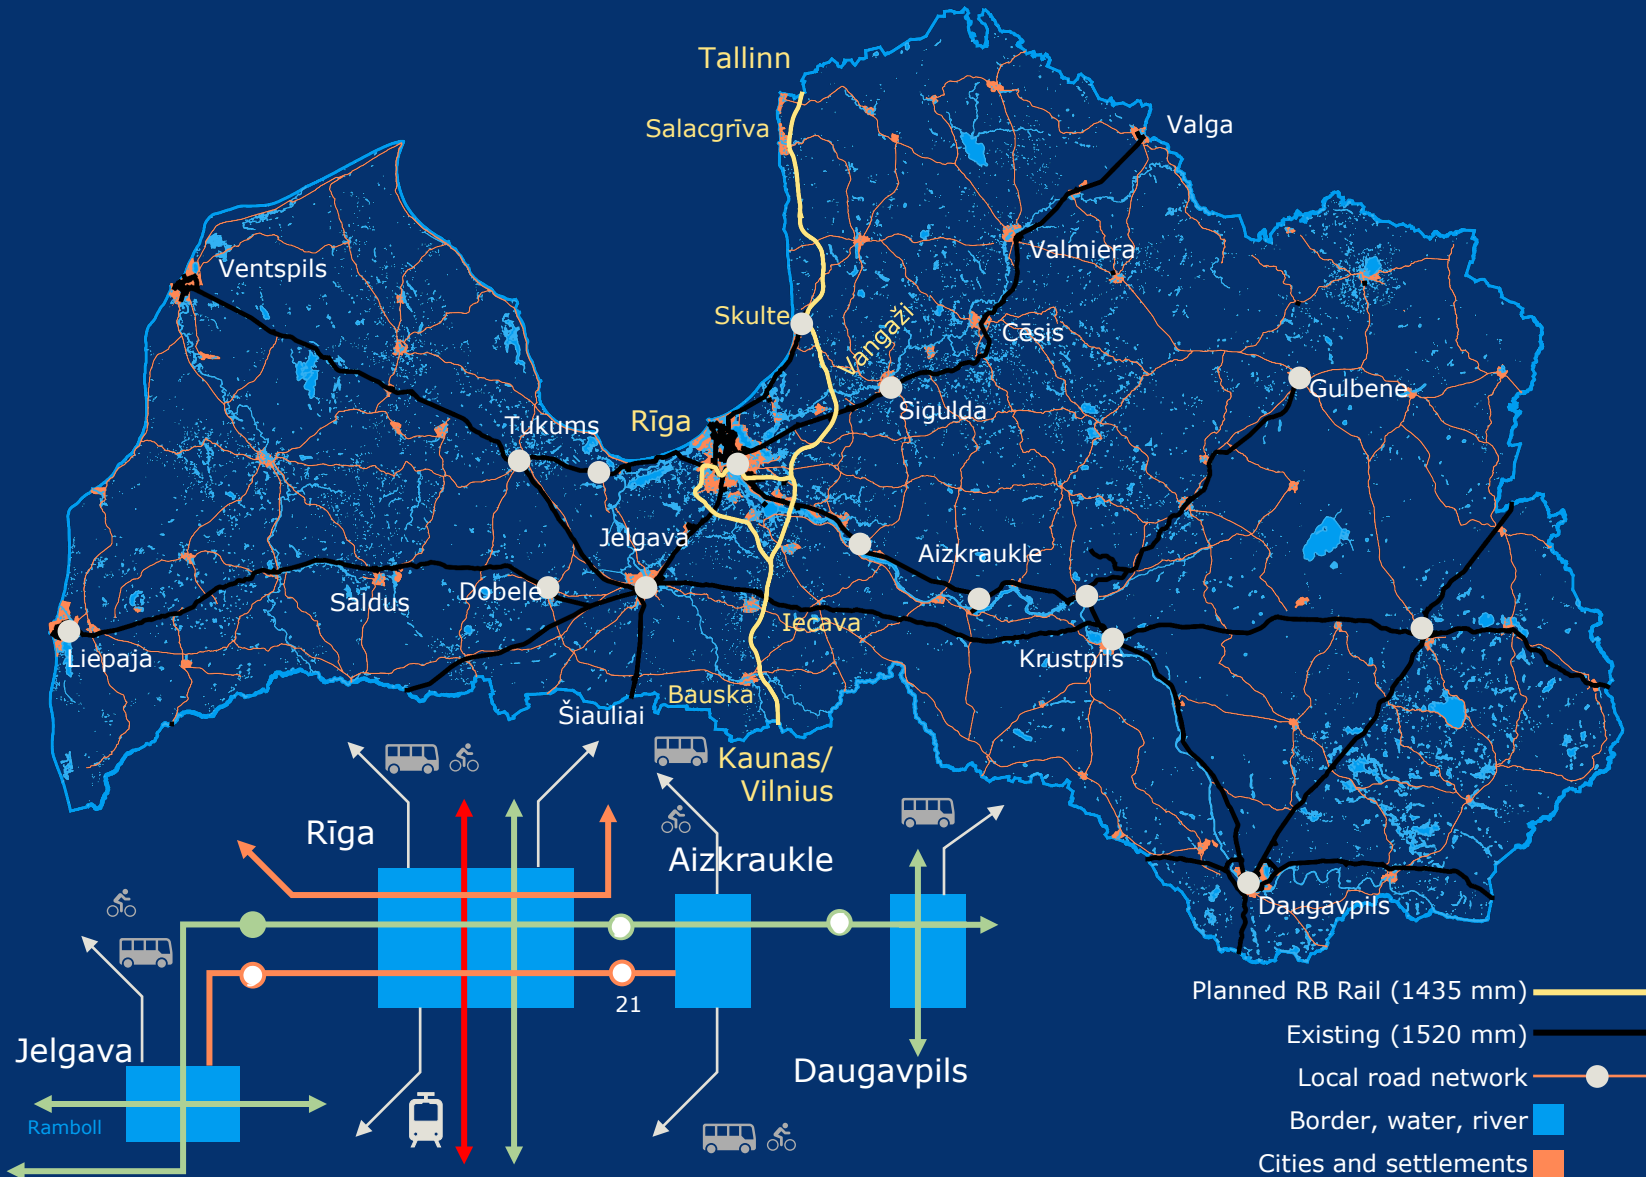 Tallinn
Salacgrīva
Valga
Ventspils
Valmiera
Skulte
Vangaži
Cēsis
Gulbene
Tukums
Rīga
Sigulda
Jelgava
Aizkraukle
Saldus
Dobele
Iecava
Liepaja
Krustpils
Bauska
Šiauliai
Kaunas/
Vilnius
Daugavpils
Rīga
Aizkraukle
21
Jelgava
Daugavpils
Ramboll
Planned RB Rail (1435 mm)
Existing (1520 mm)
Local road network
Border, water, river
Cities and settlements